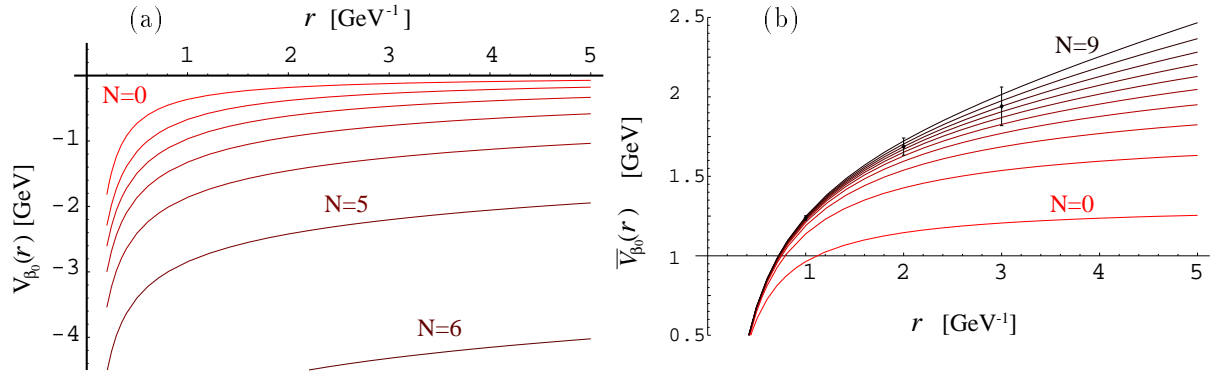 (a) r [GeV⁻¹]
1 2 3 4 5
N=0
-1
-2
-3
-4
V_β₀(r) [GeV]
N=5
N=6
(b)
2.5
2
1.5
1
0.5
V̅_β₀(r) [GeV]
N=9
N=0
1 2 3 4 5
r [GeV⁻¹]